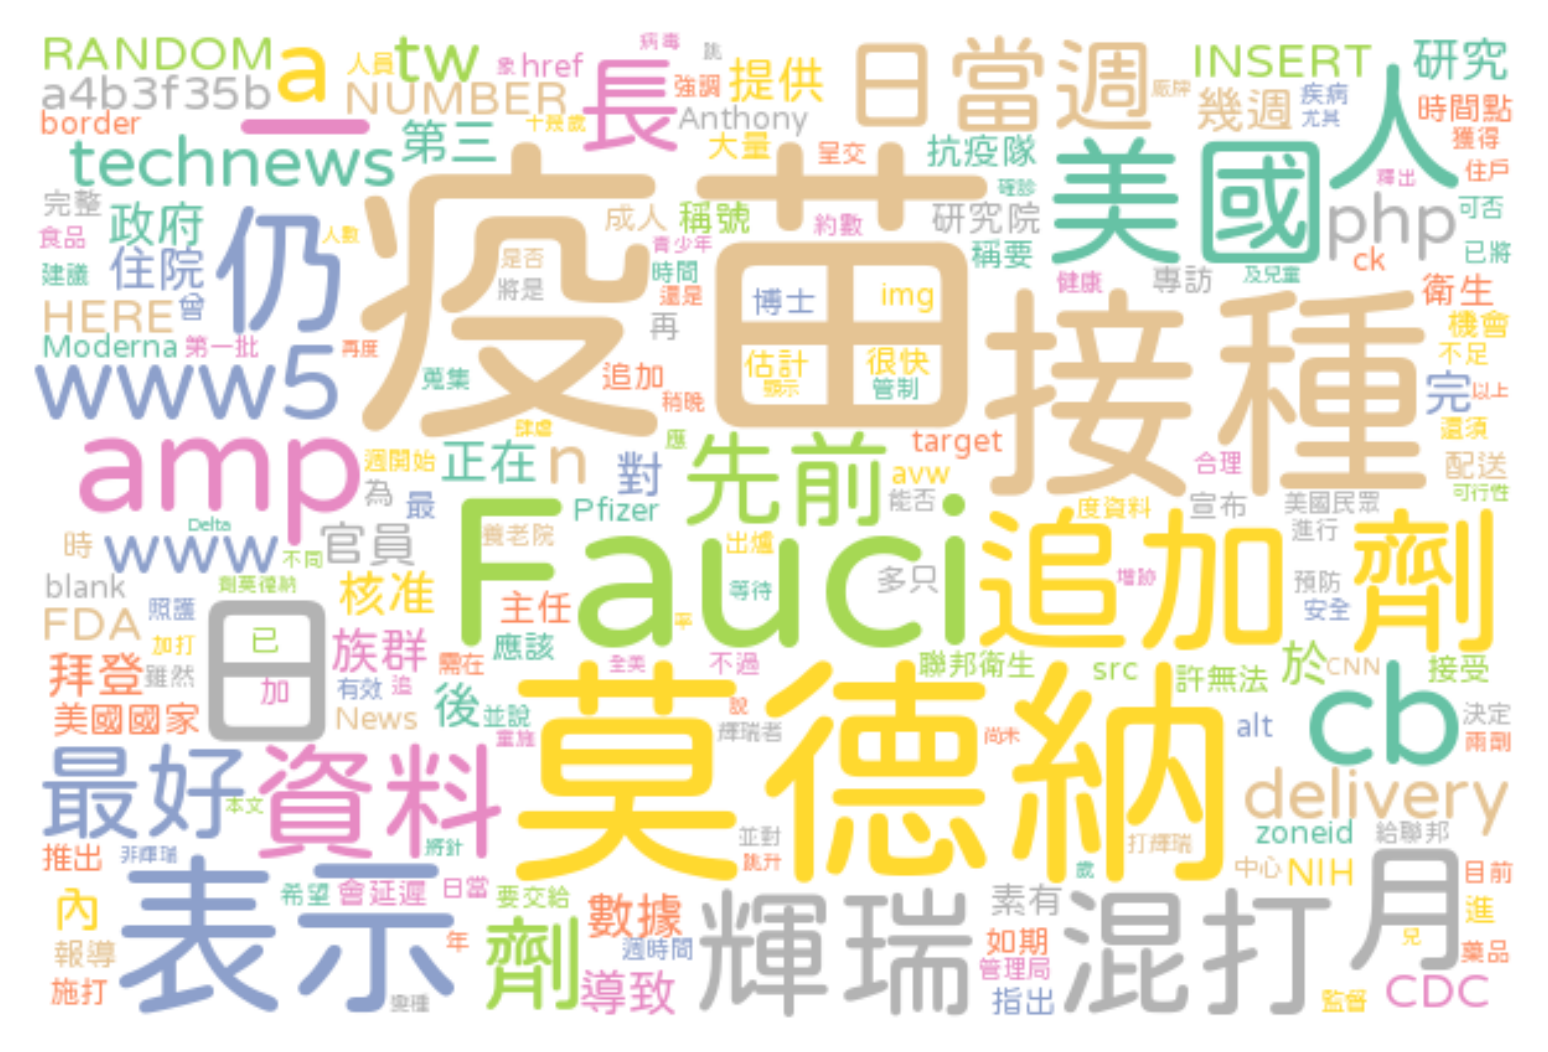 RANDOM
a
人員
tw
象
href
病毒
跳
長
強調
提供
日當週
廠牌
INSERT
研究
a4b3f35b
NUMBER
Anthony
幾週
疾病
尤其
人
時間點
border
一
十幾歲
technews
第三
大量
呈交
抗疫隊
美國
獲得
住戶
釋出
完整
政府
仍
人數
疫苗
成人
稱號
約數
確診
研究院
php
可否
食品
青少年
稱要
已將
建議
住院
是否
將是
時間
還是
博士
img
健康
專訪
及兒童
ck
衛生
HERE
曾
再
接種
機會
Moderna
第一批
再度
估計
很快
不足
www5
蒐集
追加
顯示
管制
完
以上
稍晚
肆虐
amp
週開始
正在
n
對
應
先前
target
avw
合理
還須
配送
為
最
Fauci
Pfizer
能否
度資料
宣布
美國民眾
可行性
時
www
Delta
不同
官員
養老院
出爐
追加
劑
進行
blank
劑莫德納
核准
多只
增跡
預防
FDA
照護
日
已
主任
等待
安全
加打
族群
應該
平
拜登
雖然
加
需在
全美
不過
聯邦衛生
src
許無法
於
CNN
接受
有效
追
後
並說
莫德納
說
cb
美國國家
News
童施
輝瑞者
尚未
alt
決定
兩劑
最好
資料
本文
delivery
推出
非輝瑞
將針
並對
跳升
打輝瑞
zoneid
給聯邦
月
內
表示
希望
會延遲
日當
要交給
數據
輝瑞
歲
中心
NIH
目前
素有
混打
進
報導
年
劑
週時間
如期
兒
藥品
施打
變種
導致
管理局
指出
監督
CDC